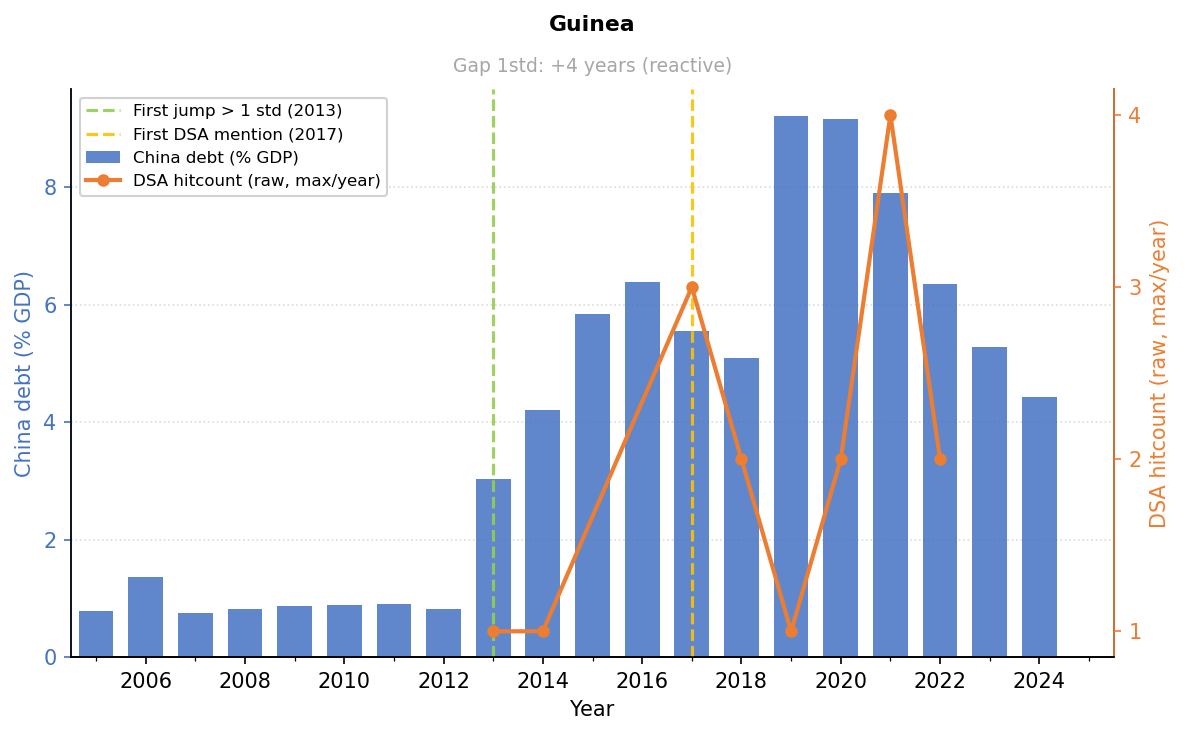 Guinea
Gap 1std: +4 years (reactive)
First jump > 1 std (2013)
First DSA mention (2017)
China debt (% GDP)
DSA hitcount (raw, max/year)
8
6
4
2
0
China debt (% GDP)
4
3
2
1
DSA hitcount (raw, max/year)
2006 2008 2010 2012 2014 2016 2018 2020 2022 2024
Year